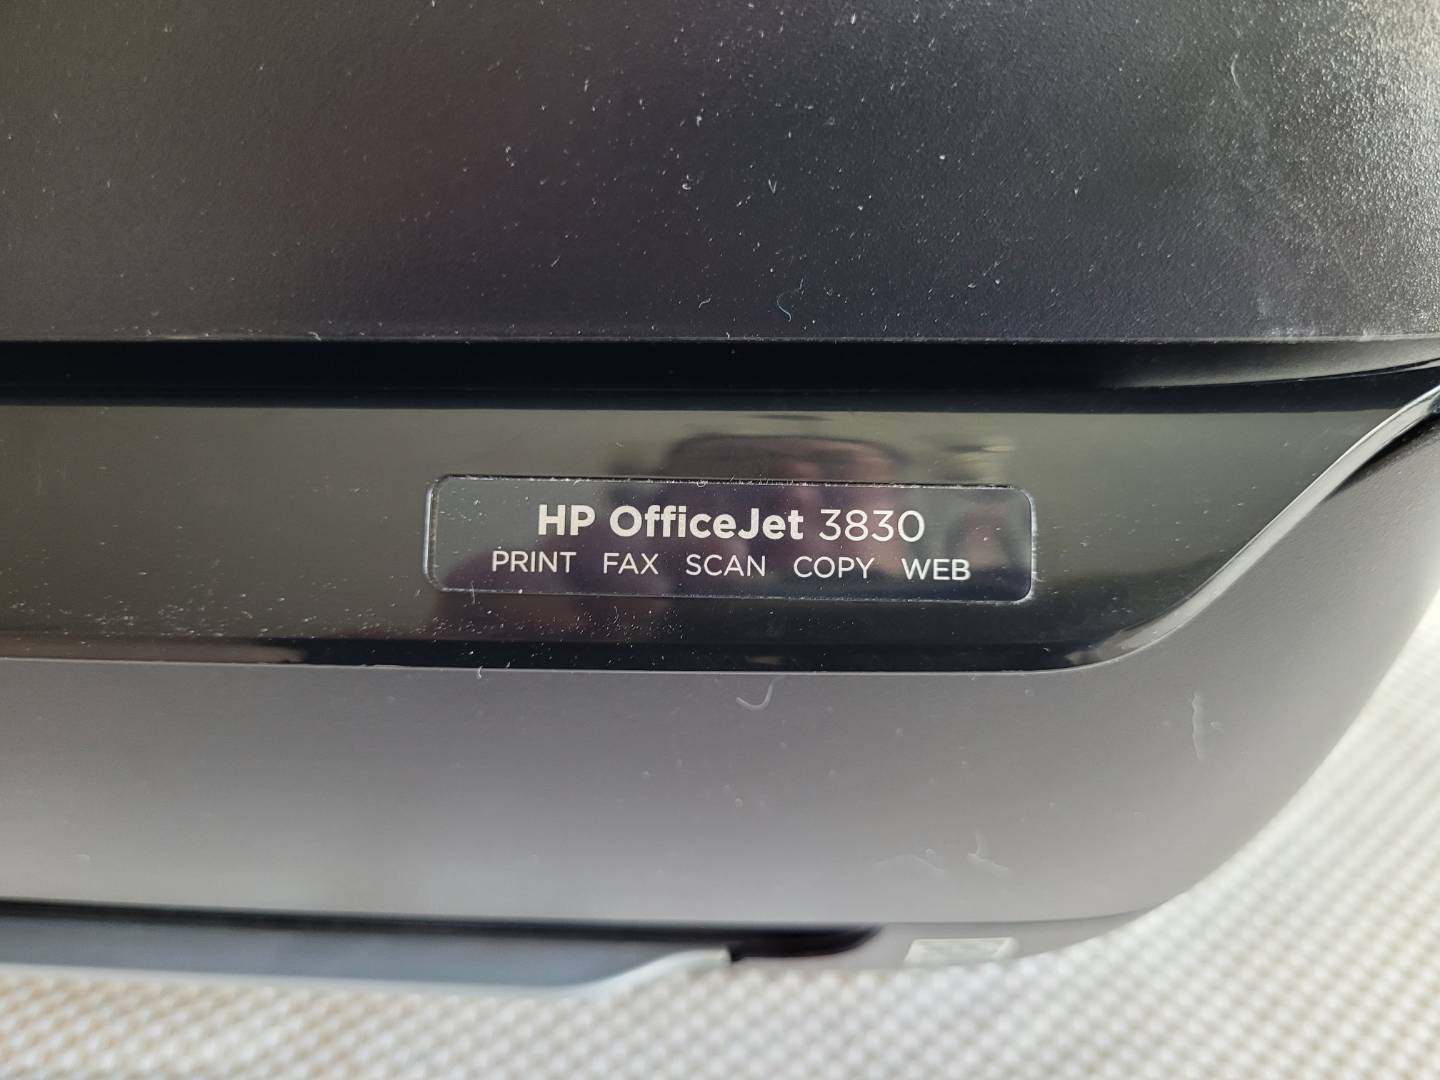 HP OfficeJet 3830
PRINT FAX SCAN COPY WEB